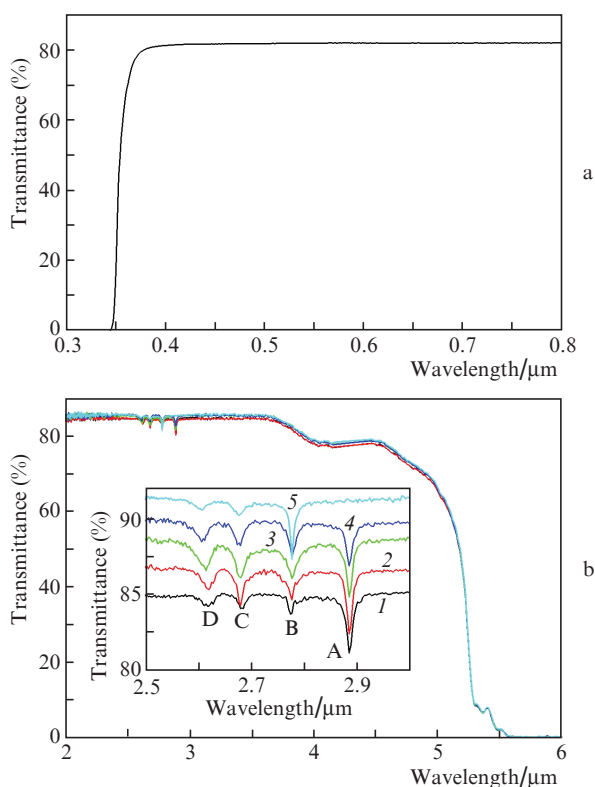 80
60
40
20
0
Transmittance (%)
0.3 0.4 0.5 0.6 0.7 0.8
Wavelength/μm
a
80
60
40
20
0
Transmittance (%)
90
85
80
Transmittance (%)
5
3 4
2
1
D C B A
2.5 2.7 2.9
Wavelength/μm
b
2 3 4 5 6
Wavelength/μm